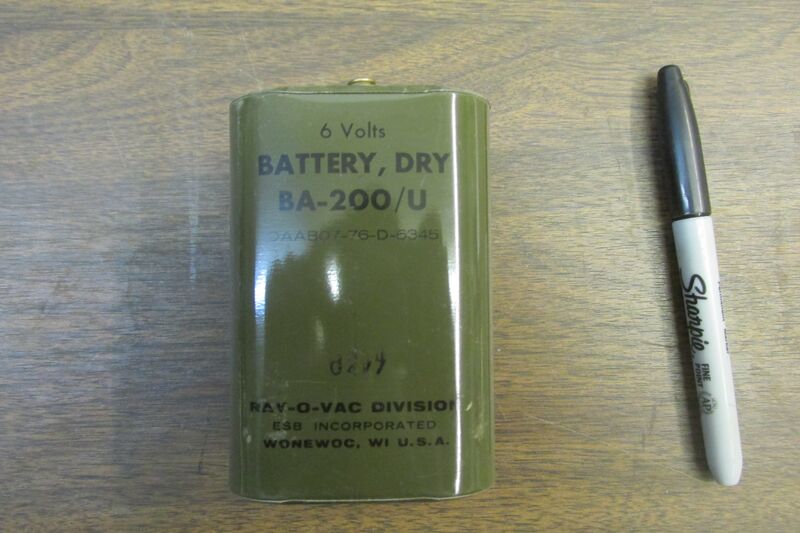 6 Volts
BATTERY, DRY
BA-200/U
DAAB07-76-D-6345
RAY-O-VAC DIVISION
ESB INCORPORATED
WONEWOC, WI U.S.A.
Sharpie
FINE
POINT
(AP)